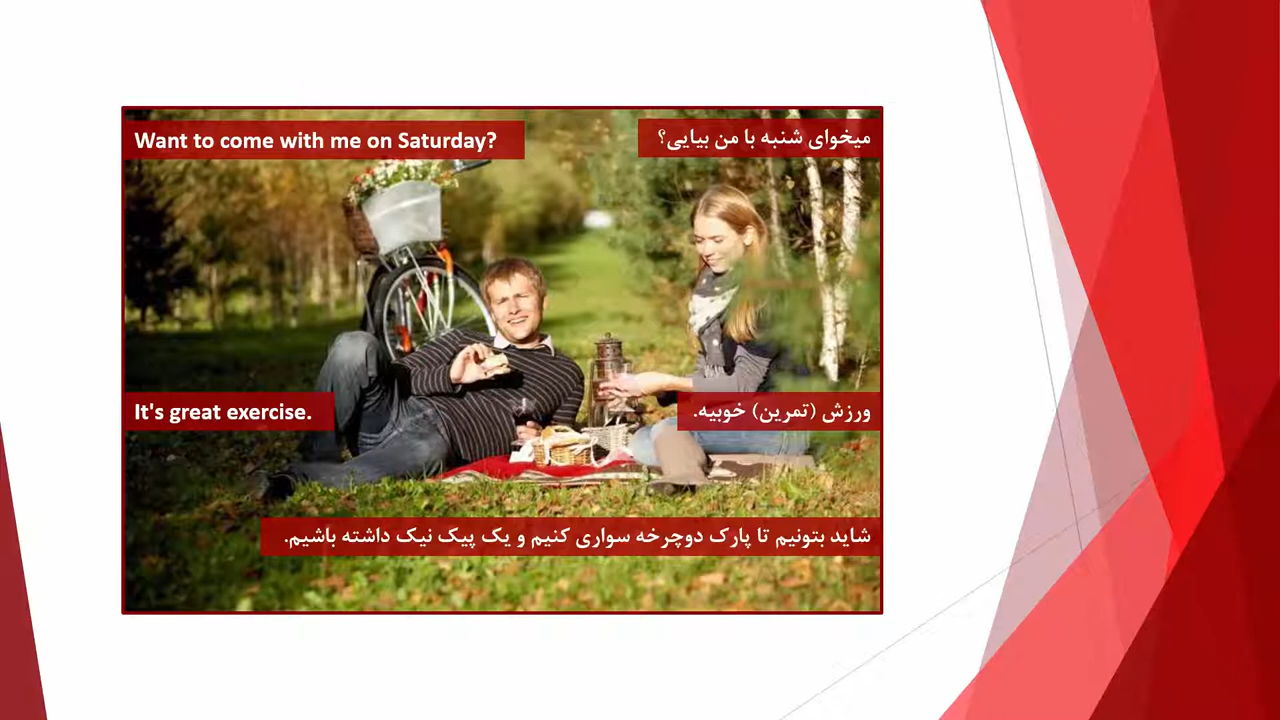 Want to come with me on Saturday?
میخوای شنبه با من بیایی؟
It's great exercise.
ورزش (تمرین) خوبیه.
شاید بتونیم تا پارک دوچرخه سواری کنیم و یک پیک نیک داشته باشیم.